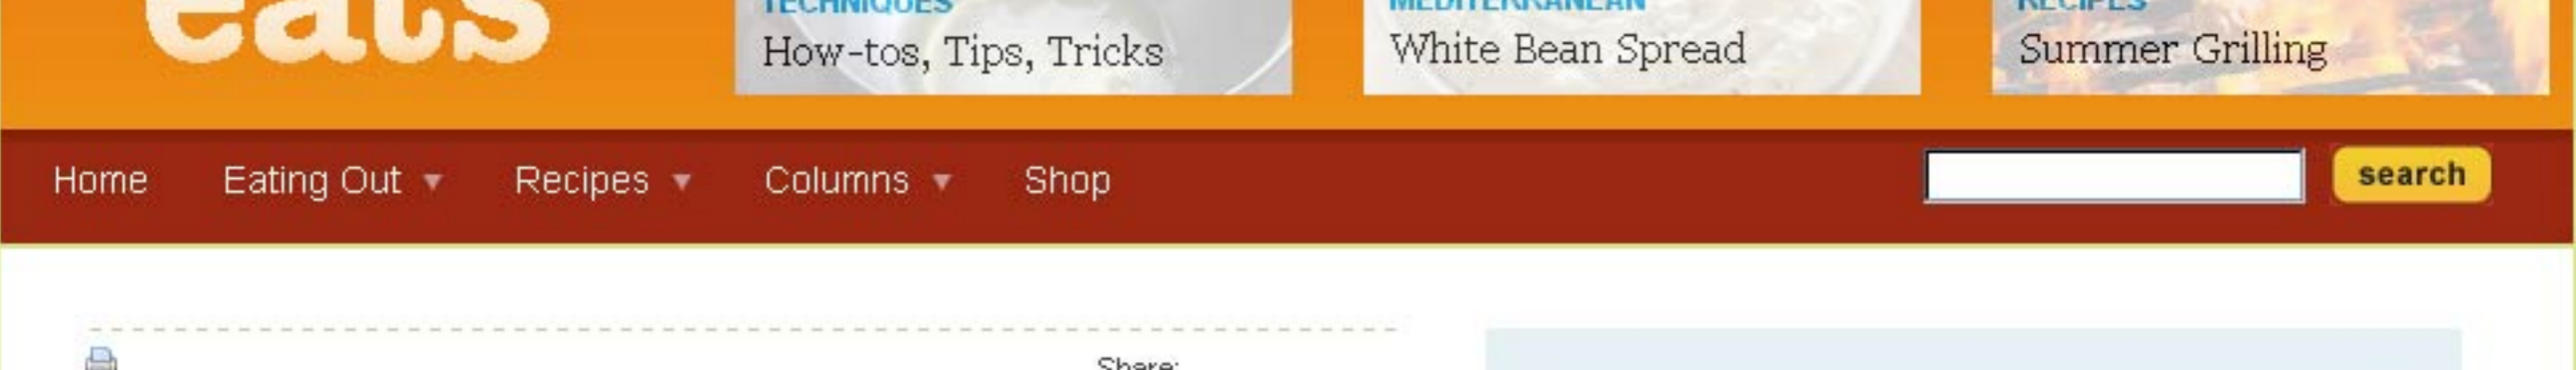 eats
TECHNIQUES
How-tos, Tips, Tricks
MEDITERRANEAN
White Bean Spread
RECIPES
Summer Grilling
Home
Eating Out
Recipes
Columns
Shop
search
Share: